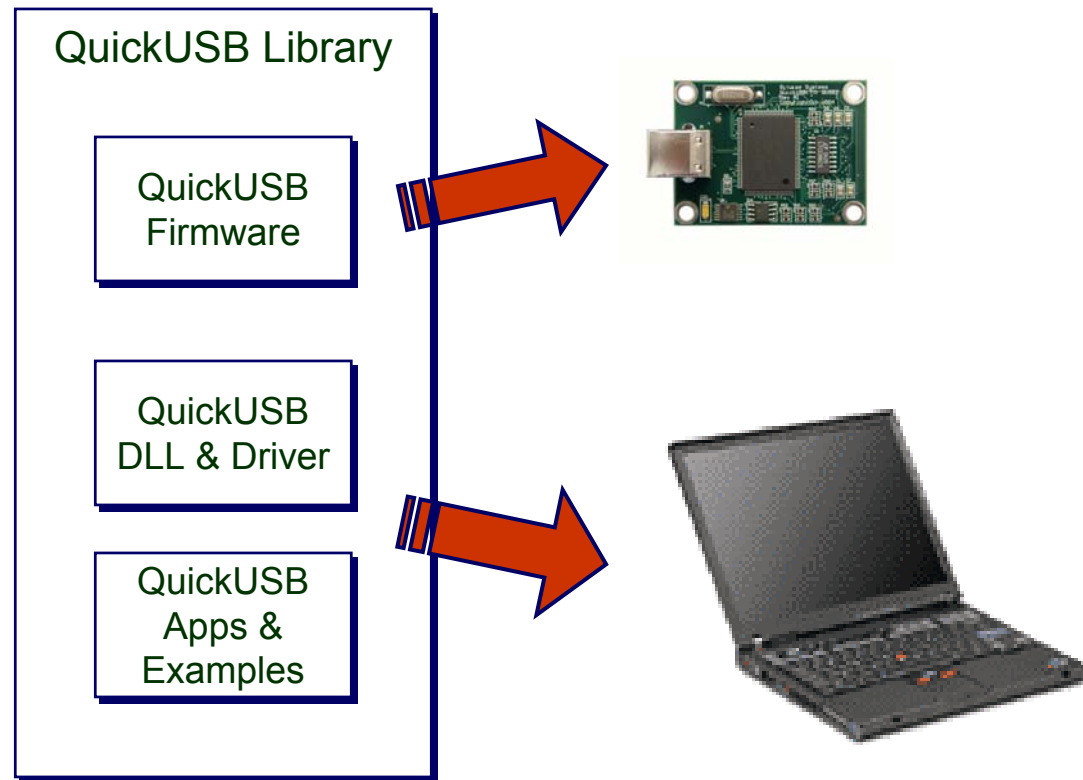 QuickUSB Library
QuickUSB
Firmware
QuickUSB
DLL & Driver
QuickUSB
Apps &
Examples